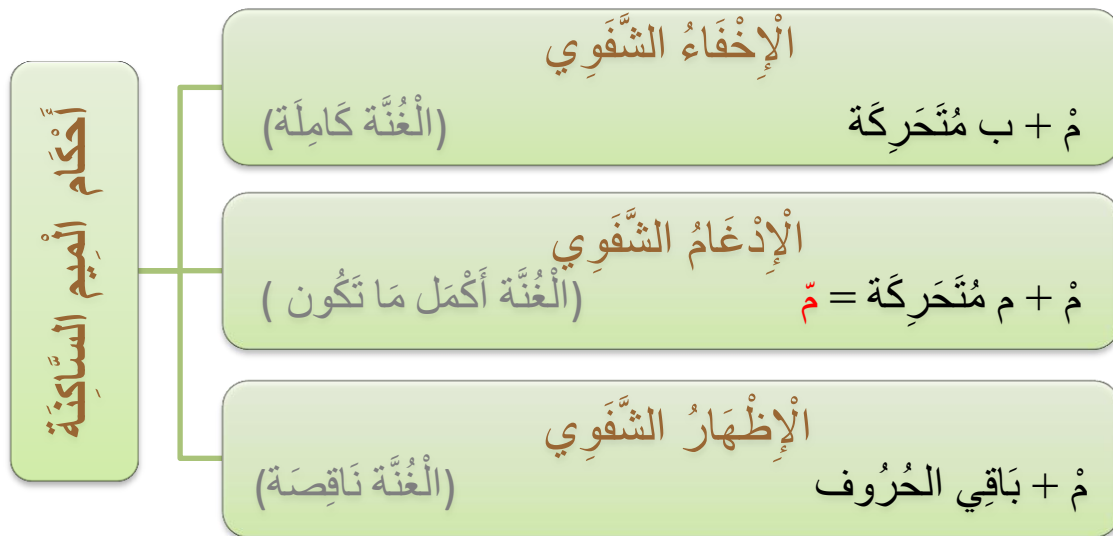 أَحْكَام الْمِيم السَّاكِنَة
الْإِخْفَاءُ الشَّفَوِي
مْ + ب مُتَحَرِكَة (الْغُنَّة كَامِلَة)
الْإِدْغَامُ الشَّفَوِي
مْ + م مُتَحَرِكَة = مّ (الْغُنَّة أَكْمَل مَا تَكُون )
الْإِظْهَارُ الشَّفَوِي
مْ + بَاقِي الحُرُوف (الْغُنَّة نَاقِصَة)